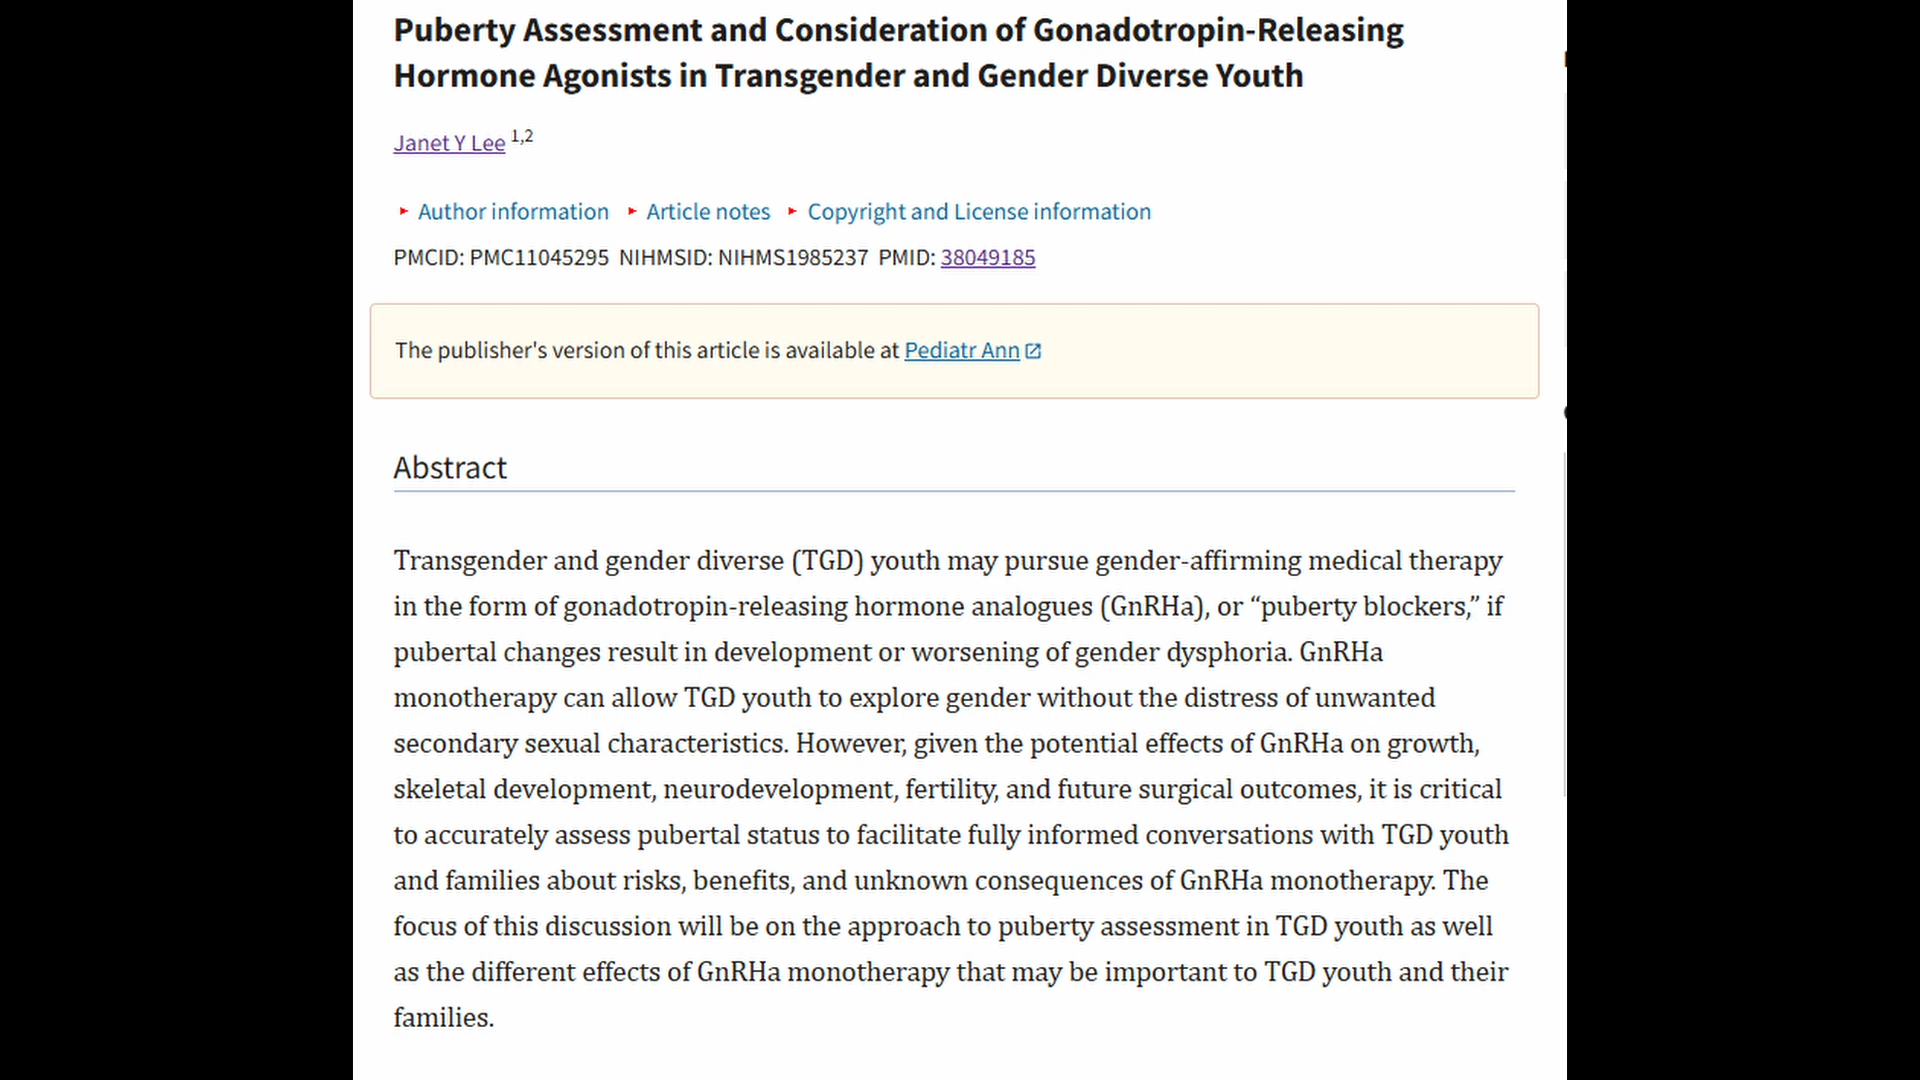 Puberty Assessment and Consideration of Gonadotropin-Releasing
Hormone Agonists in Transgender and Gender Diverse Youth
Janet Y Lee 1,2
Author information Article notes Copyright and License information
PMCID: PMC11045295 NIHMSID: NIHMS1985237 PMID: 38049185
The publisher's version of this article is available at Pediatr Ann
Abstract
Transgender and gender diverse (TGD) youth may pursue gender-affirming medical therapy
in the form of gonadotropin-releasing hormone analogues (GnRHa), or “puberty blockers,” if
pubertal changes result in development or worsening of gender dysphoria. GnRHa
monotherapy can allow TGD youth to explore gender without the distress of unwanted
secondary sexual characteristics. However, given the potential effects of GnRHa on growth,
skeletal development, neurodevelopment, fertility, and future surgical outcomes, it is critical
to accurately assess pubertal status to facilitate fully informed conversations with TGD youth
and families about risks, benefits, and unknown consequences of GnRHa monotherapy. The
focus of this discussion will be on the approach to puberty assessment in TGD youth as well
as the different effects of GnRHa monotherapy that may be important to TGD youth and their
families.